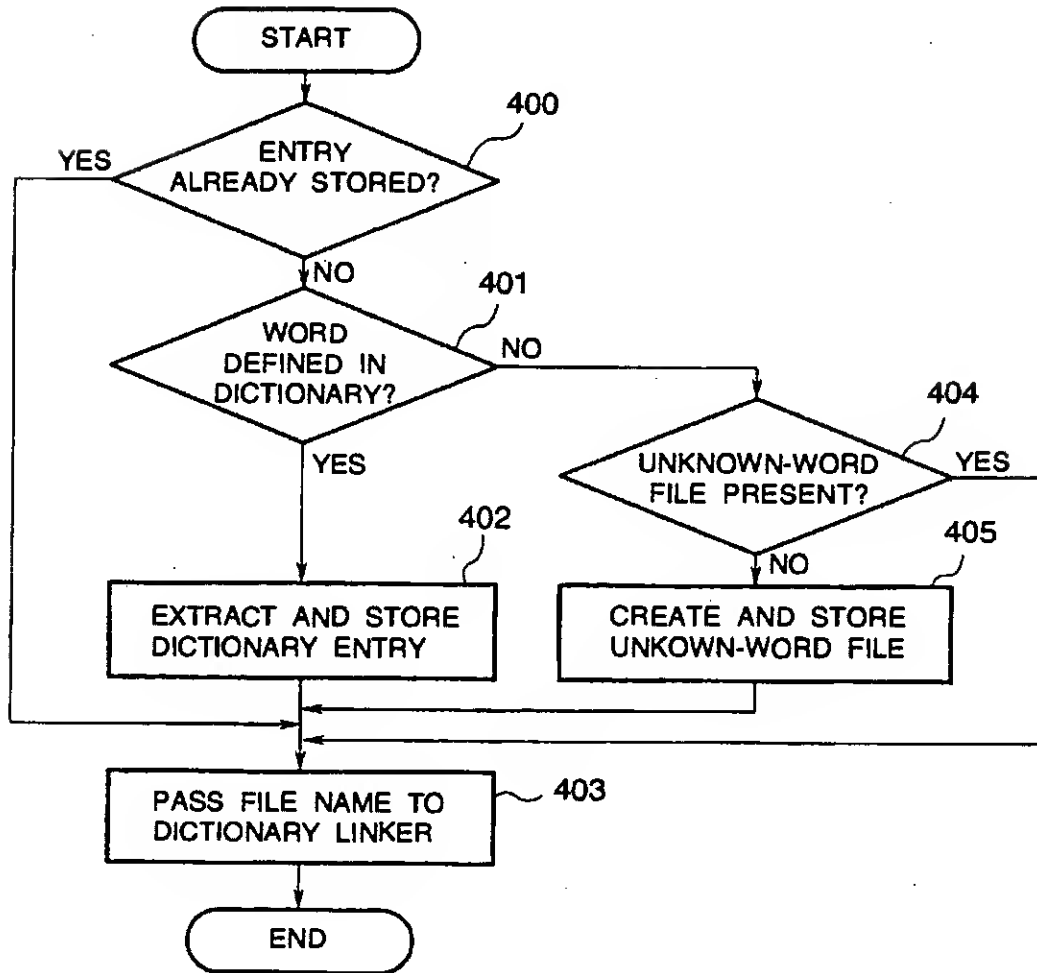 START
400
YES
ENTRY
ALREADY STORED?
NO
401
WORD
DEFINED IN
DICTIONARY?
NO
404
YES
UNKNOWN-WORD
FILE PRESENT?
YES
402
NO
405
EXTRACT AND STORE
DICTIONARY ENTRY
CREATE AND STORE
UNKOWN-WORD FILE
PASS FILE NAME TO
DICTIONARY LINKER
403
END